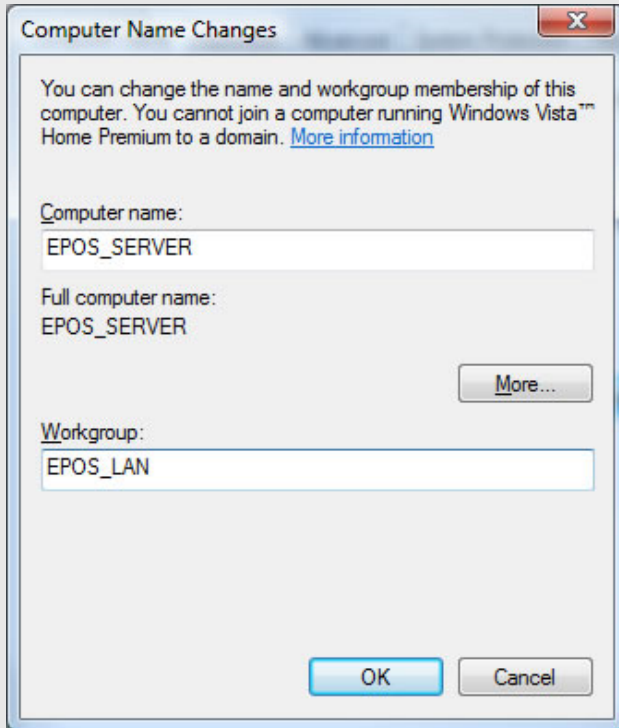 Computer Name Changes
You can change the name and workgroup membership of this
computer. You cannot join a computer running Windows Vista™
Home Premium to a domain. More information
Computer name:
EPOS_SERVER
Full computer name:
EPOS_SERVER
More...
Workgroup:
EPOS_LAN
OK
Cancel